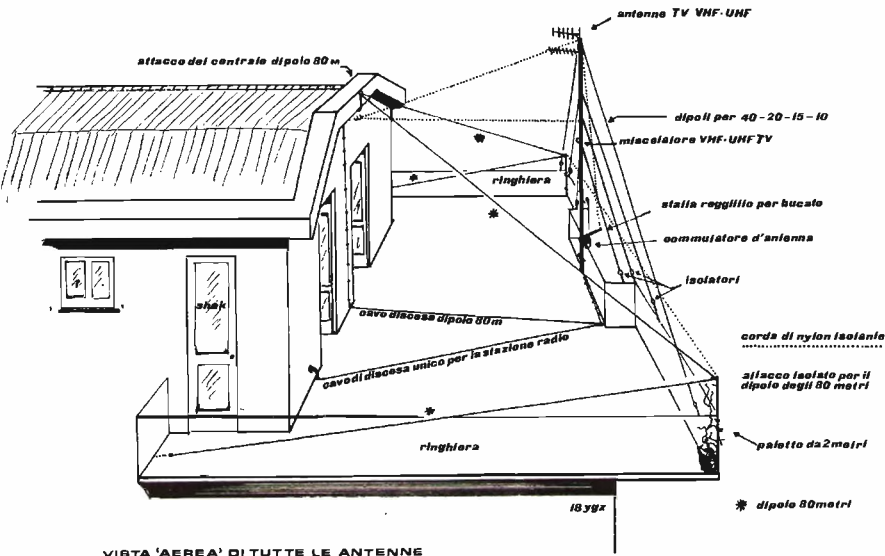 antenne TV VHF-UHF
attacco del centrale dipolo 80 M
dipoli per 40-20-15-10
miscelatore VHF-UHF TV
ringhiera
staffa reggifilo per bucato
commutatore d'antenna
isolatori
shak
cavo discesa dipolo 80m
cavo di discesa unico per la stazione radio
corda di nylon isolante
attacco isolato per il
dipolo degli 80 metri
ringhiera
paletto da 2 metri
18ygz
* dipolo 80metri
VISTA 'AEREA' DI TUTTE LE ANTENNE